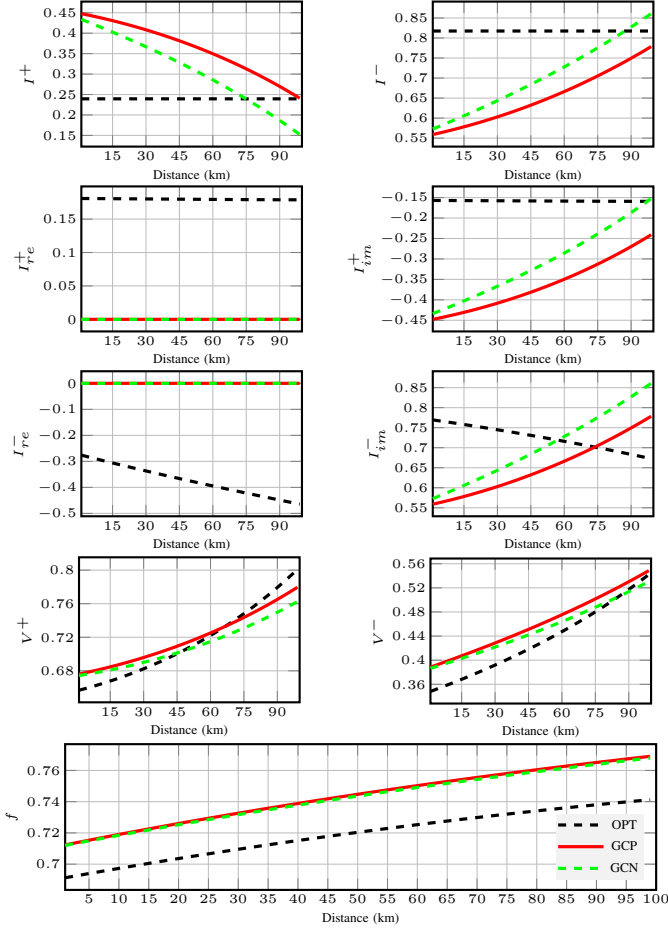 0.45
0.4
0.35
0.3
0.25
0.2
0.15
I+
15 30 45 60 75 90
Distance (km)
0.85
0.8
0.75
0.7
0.65
0.6
0.55
I−
15 30 45 60 75 90
Distance (km)
0.15
0.1
0.05
0
I+re
15 30 45 60 75 90
Distance (km)
−0.15
−0.2
−0.25
−0.3
−0.35
−0.4
−0.45
I+im
15 30 45 60 75 90
Distance (km)
0
−0.1
−0.2
−0.3
−0.4
−0.5
I−re
15 30 45 60 75 90
Distance (km)
0.85
0.8
0.75
0.7
0.65
0.6
0.55
I−im
15 30 45 60 75 90
Distance (km)
0.8
0.76
0.72
0.68
V+
15 30 45 60 75 90
Distance (km)
0.56
0.48
0.44
0.4
0.36
V−
15 30 45 60 75 90
Distance (km)
0.76
0.74
0.72
0.7
f
5 10 15 20 25 30 35 40 45 50 55 60 65 70 75 80 85 90 95 100
Distance (km)
OPT
GCP
GCN